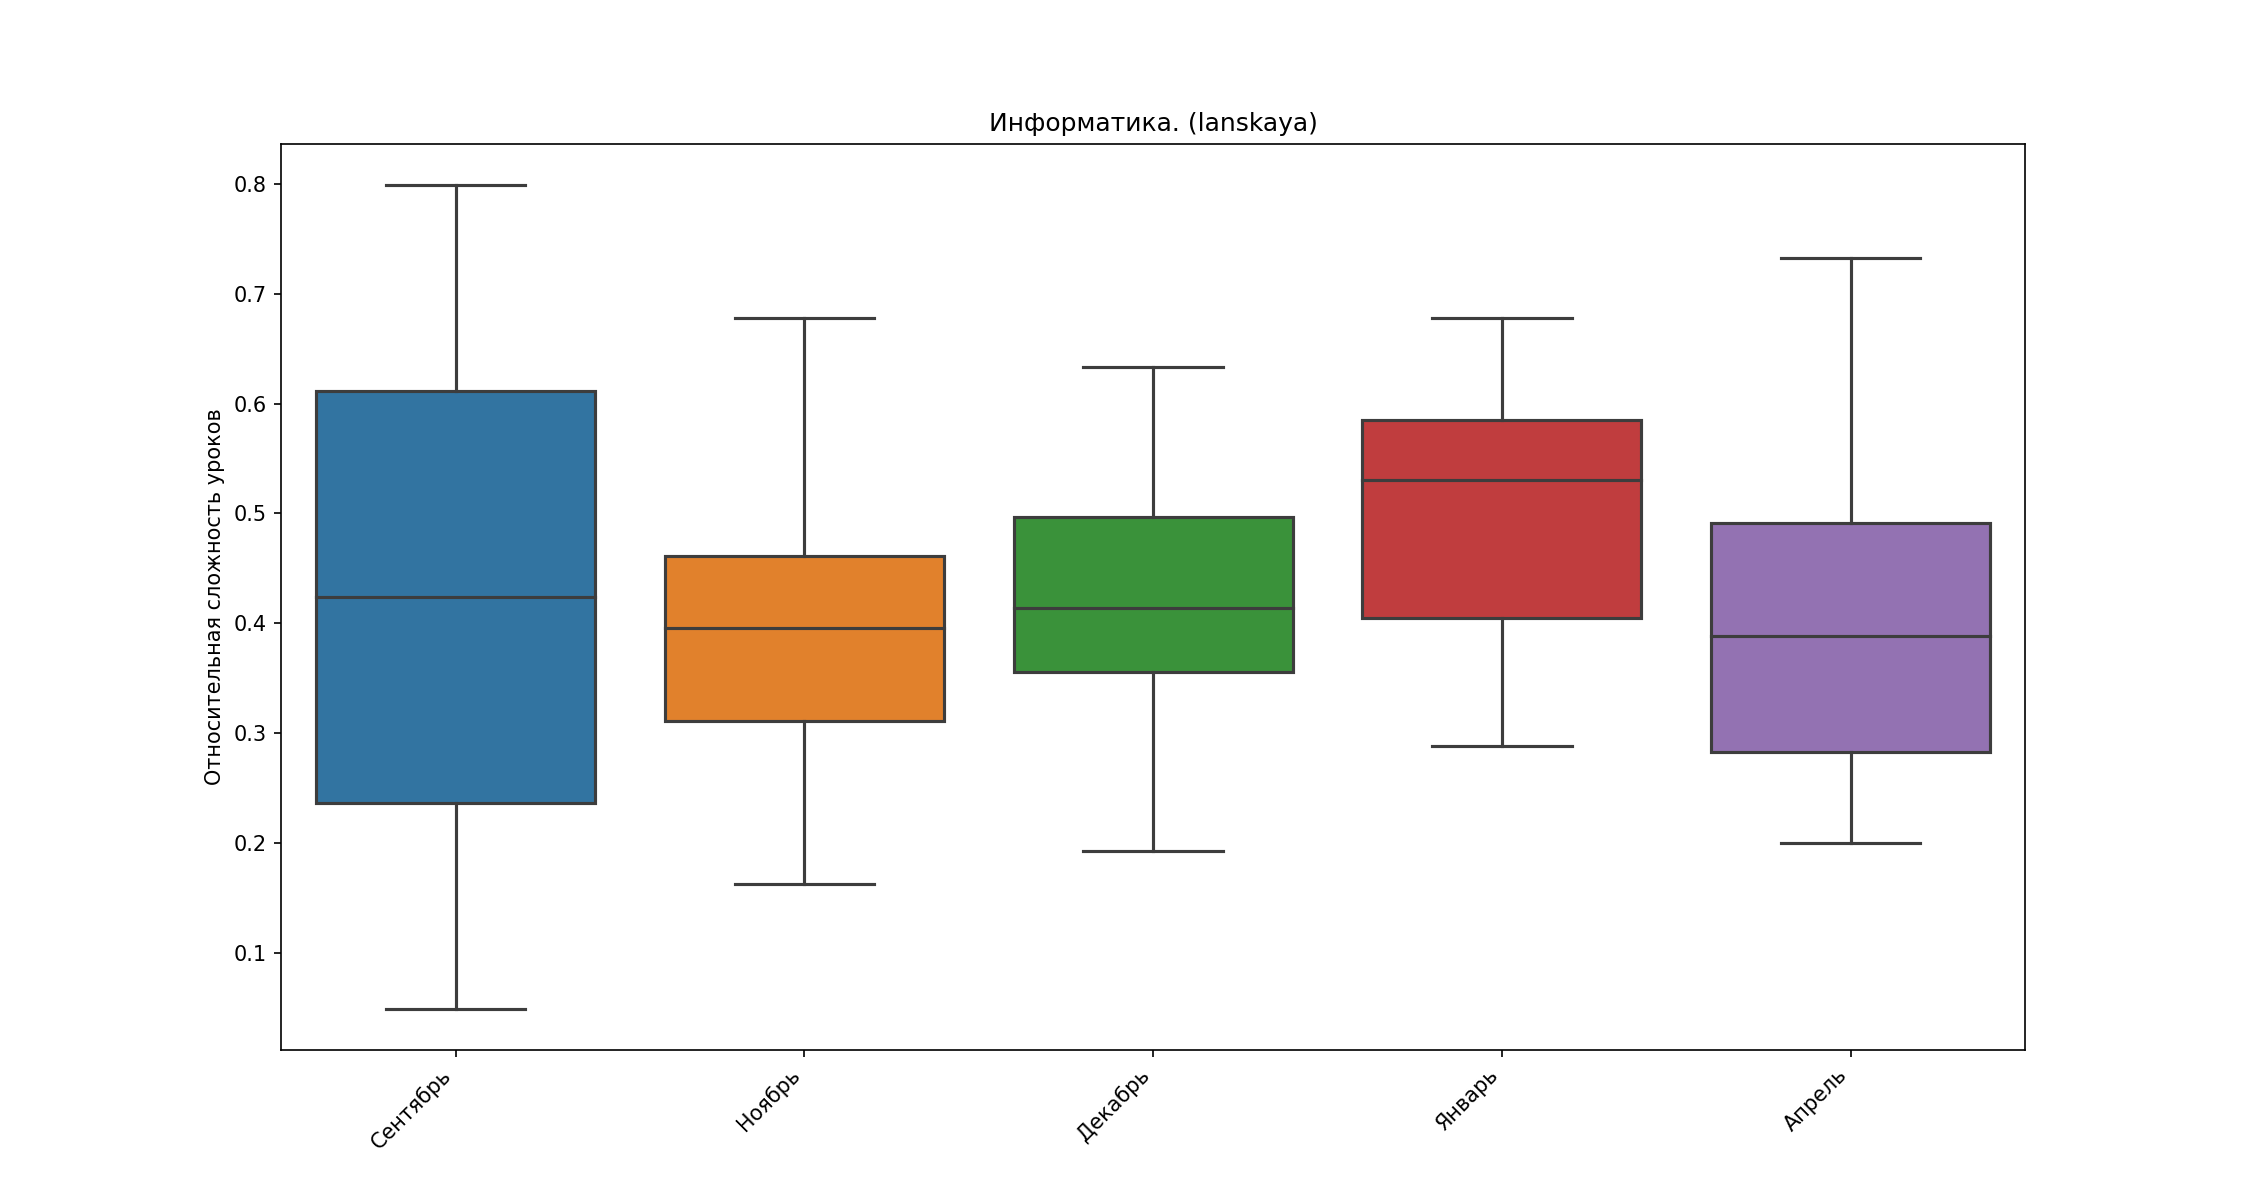 Информатика. (lanskaya)
Относительная сложность уроков
0.8
0.7
0.6
0.5
0.4
0.3
0.2
0.1
Сентябрь
Ноябрь
Декабрь
Январь
Апрель